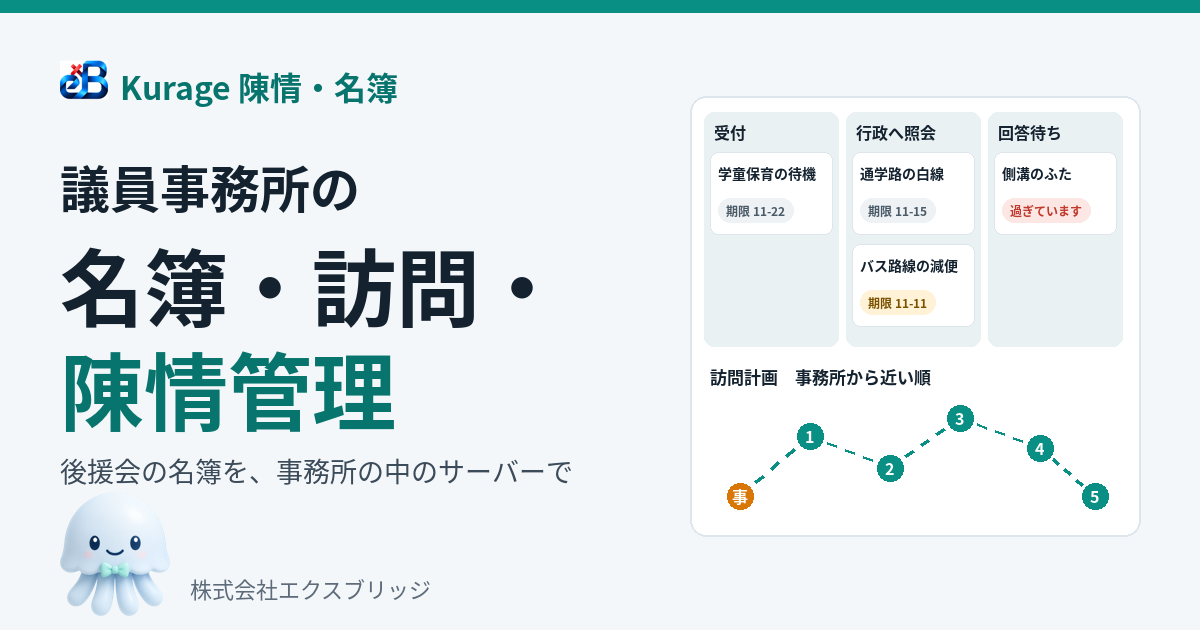 Kurage 陳情・名簿
議員事務所の
名簿・訪問・
陳情管理
後援会の名簿を、事務所の中のサーバーで
株式会社エクスブリッジ
受付
学童保育の待機
期限 11-22
行政へ照会
通学路の白線
期限 11-15
バス路線の減便
期限 11-11
回答待ち
側溝のふた
過ぎています
訪問計画 事務所から近い順
事
1
2
3
4
5